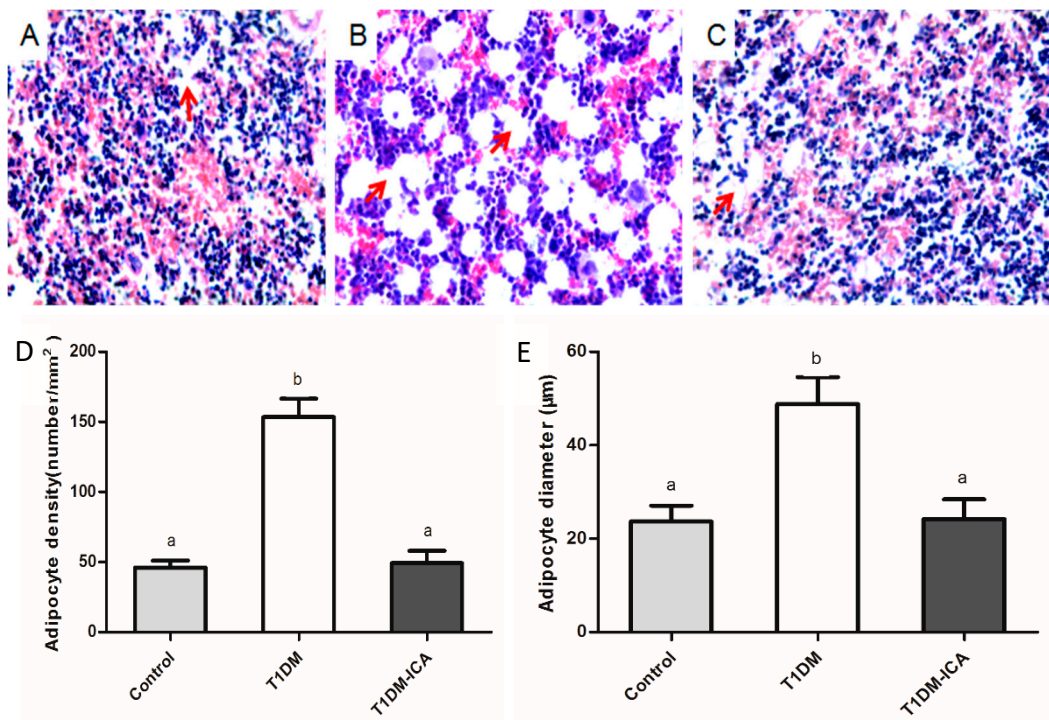 A
B
C
D
Adipocyte density(number/mm²)
200
150
100
50
0
a
b
a
Control
T1DM
T1DM-ICA
E
Adipocyte diameter (µm)
60
40
20
0
a
b
a
Control
T1DM
T1DM-ICA